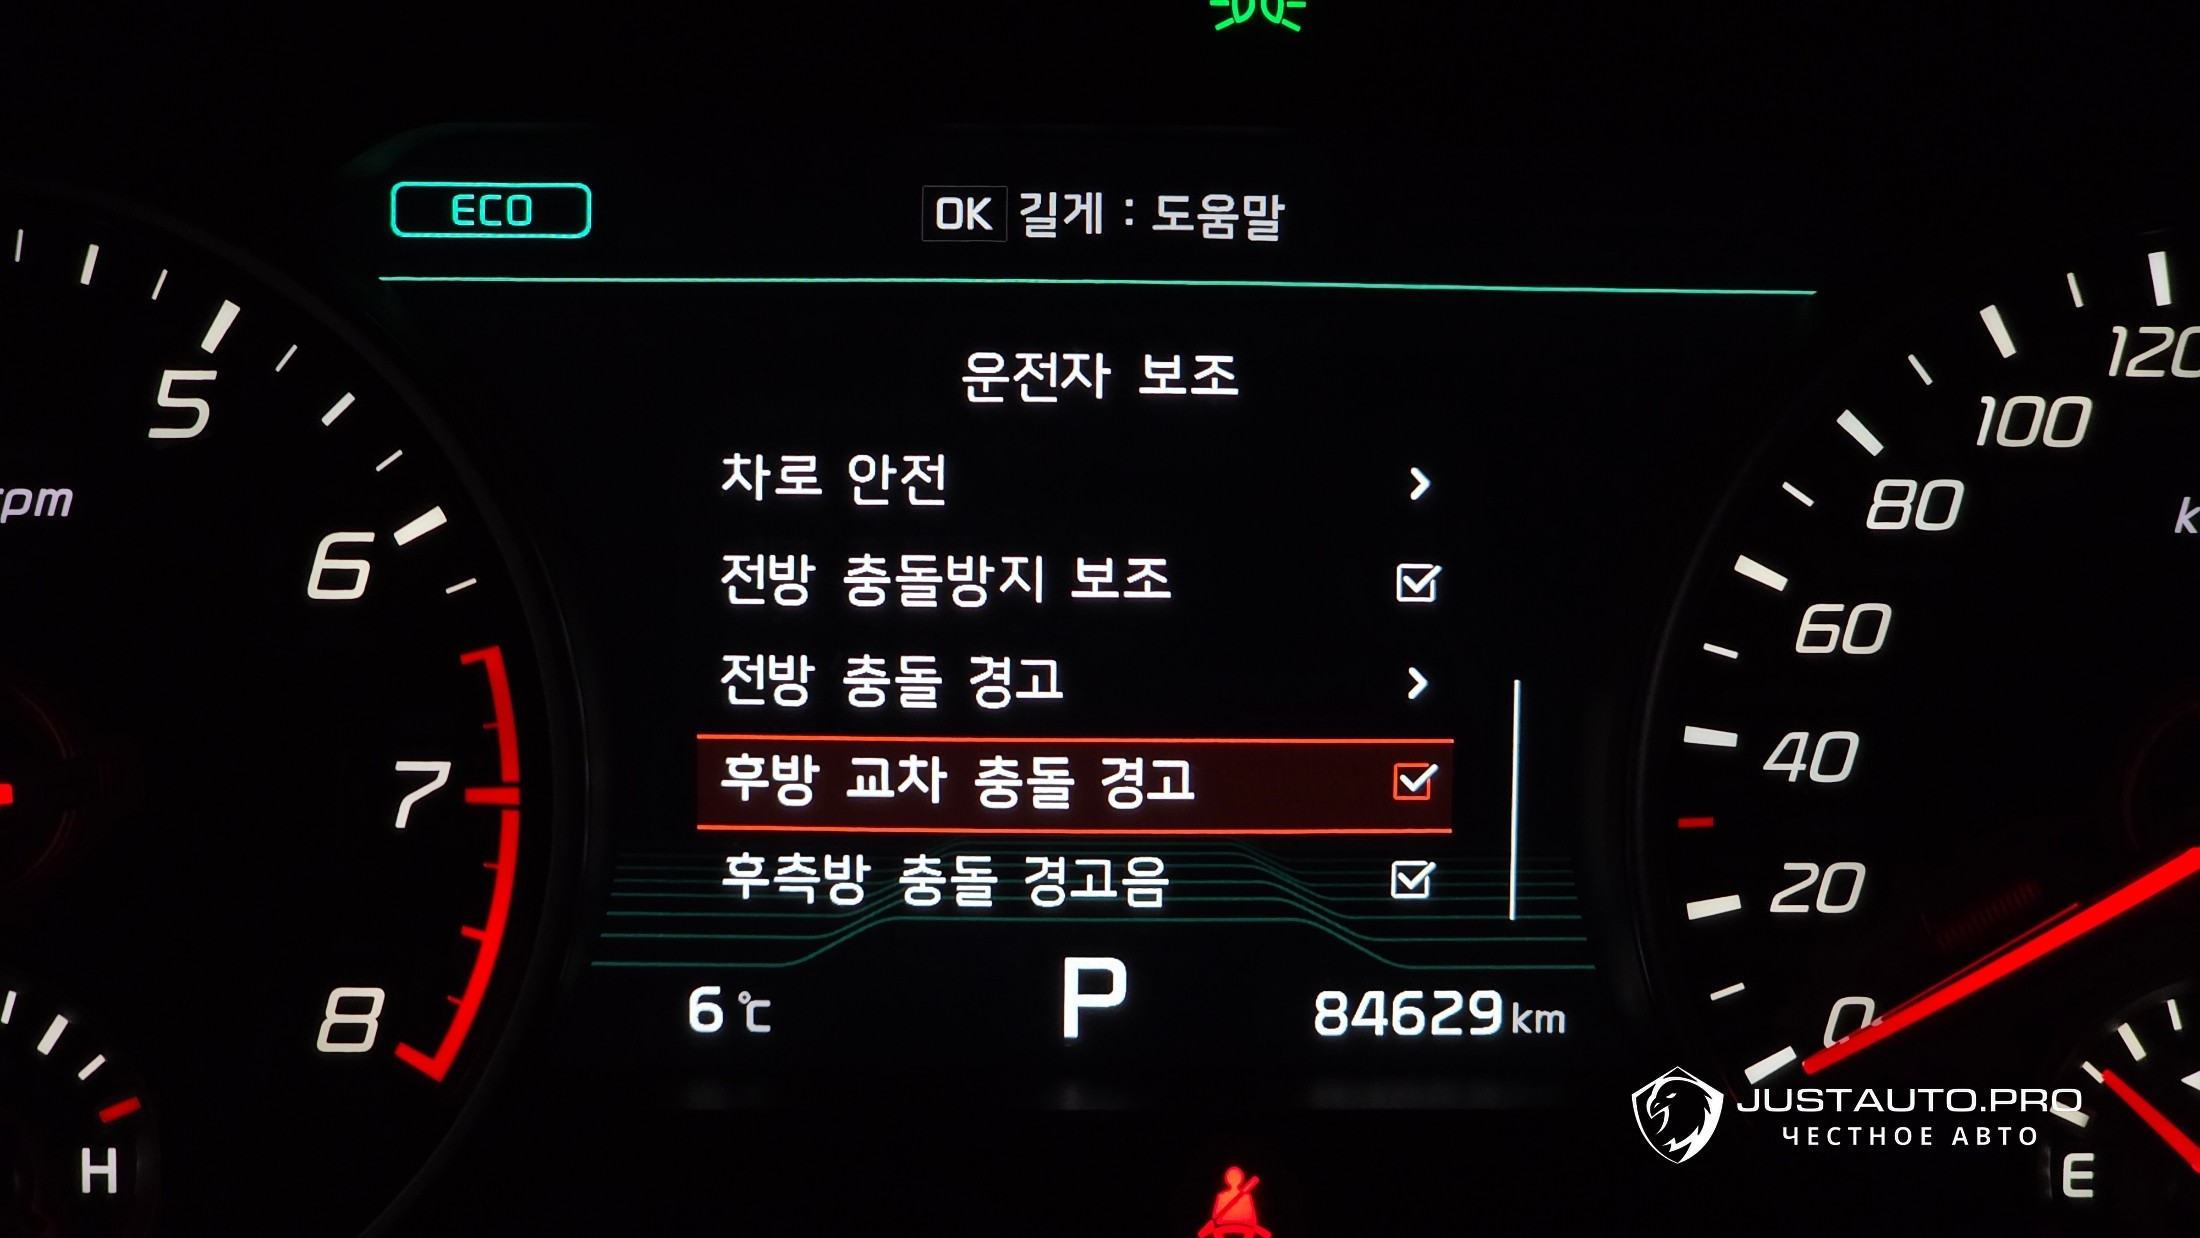 ECO
OK 길게 : 도움말
운전자 보조
차로 안전
전방 충돌방지 보조
전방 충돌 경고
후방 교차 충돌 경고
후측방 충돌 경고음
6 ℃
P
84629 km
5
6
7
8
rpm
H
120
100
80
60
40
20
0
k
E
JUSTAUTO.PRO
ЧЕСТНОЕ АВТО